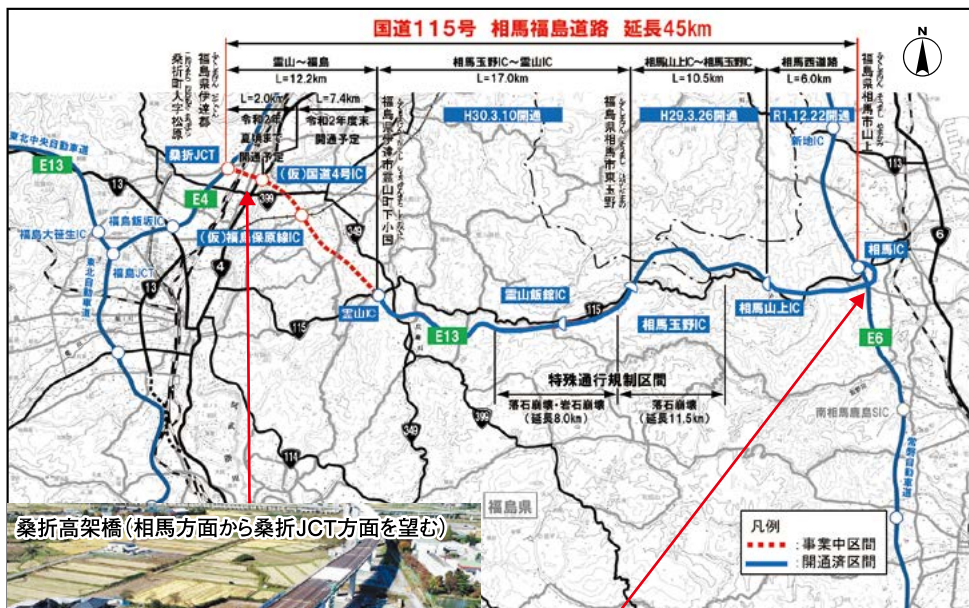 国道115号 相馬福島道路 延長45km
霊山～福島
L=12.2km
相馬玉野IC～霊山IC
L=17.0km
相馬山上IC～相馬玉野IC
L=10.5km
相馬西道路
L=6.0km
L=2.0km
令和2年
夏頃まで
開通予定
L=7.4km
令和2年度末
開通予定
H30.3.10開通
H29.3.26開通
R1.12.22開通
福島県伊達郡
桑折町大字松原
福島県伊達市霊山町下小国
福島県相馬市東玉野
福島県相馬市山上
N
東北中央自動車道
E13
13
桑折JCT
E4
(仮)国道4号IC
399
349
新地IC
113
6
福島飯坂IC
福島大笹生IC
(仮)福島保原線IC
福島JCT
4
13
東北自動車道
相馬IC
霊山IC
霊山飯舘IC
115
115
E13
相馬玉野IC
相馬山上IC
E6
特殊通行規制区間
落石崩壊・岩石崩壊
(延長8.0km)
落石崩壊
(延長11.5km)
南相馬鹿島SIC
399
349
114
常磐自動車道
福島県
桑折高架橋(相馬方面から桑折JCT方面を望む)
凡例
:事業中区間
:開通済区間